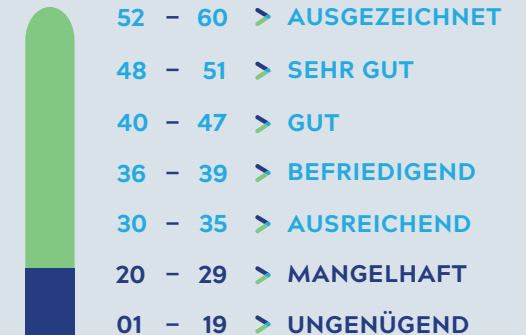 52 – 60 > AUSGEZEICHNET
48 – 51 > SEHR GUT
40 – 47 > GUT
36 – 39 > BEFRIEDIGEND
30 – 35 > AUSREICHEND
20 – 29 > MANGELHAFT
01 – 19 > UNGENÜGEND